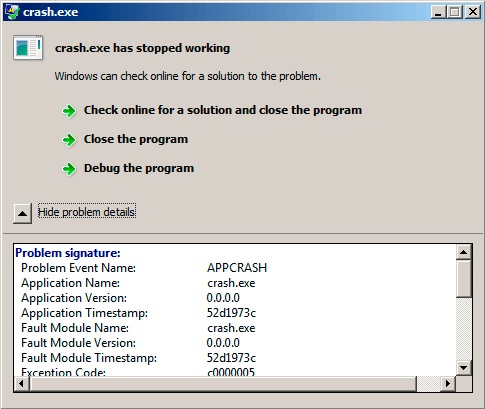 crash.exe
crash.exe has stopped working
Windows can check online for a solution to the problem.
Check online for a solution and close the program
Close the program
Debug the program
Hide problem details
Problem signature:
Problem Event Name: APPCRASH
Application Name: crash.exe
Application Version: 0.0.0.0
Application Timestamp: 52d1973c
Fault Module Name: crash.exe
Fault Module Version: 0.0.0.0
Fault Module Timestamp: 52d1973c
Exception Code: c0000005